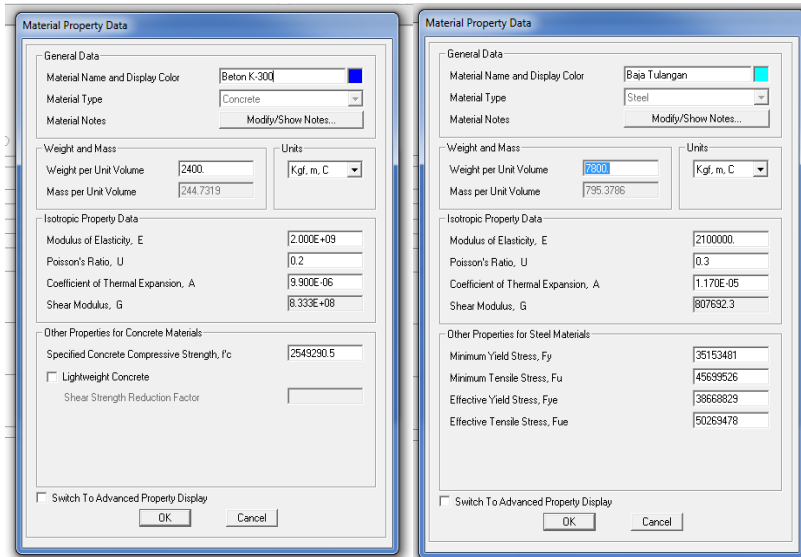 Material Property Data
General Data
Material Name and Display Color Beton K-300
Material Type Concrete
Material Notes Modify/Show Notes...
Weight and Mass Units
Weight per Unit Volume 2400. Kgf, m, C
Mass per Unit Volume 244.7319
Isotropic Property Data
Modulus of Elasticity, E 2.000E+09
Poisson's Ratio, U 0.2
Coefficient of Thermal Expansion, A 9.900E-06
Shear Modulus, G 8.333E+08
Other Properties for Concrete Materials
Specified Concrete Compressive Strength, f'c 2549290.5
Lightweight Concrete
Shear Strength Reduction Factor
Switch To Advanced Property Display
OK Cancel
Material Property Data
General Data
Material Name and Display Color Baja Tulangan
Material Type Steel
Material Notes Modify/Show Notes...
Weight and Mass Units
Weight per Unit Volume 7800. Kgf, m, C
Mass per Unit Volume 795.3786
Isotropic Property Data
Modulus of Elasticity, E 2100000.
Poisson's Ratio, U 0.3
Coefficient of Thermal Expansion, A 1.170E-05
Shear Modulus, G 807692.3
Other Properties for Steel Materials
Minimum Yield Stress, Fy 35153481
Minimum Tensile Stress, Fu 45699526
Effective Yield Stress, Fye 38668829
Effective Tensile Stress, Fue 50269478
Switch To Advanced Property Display
OK Cancel